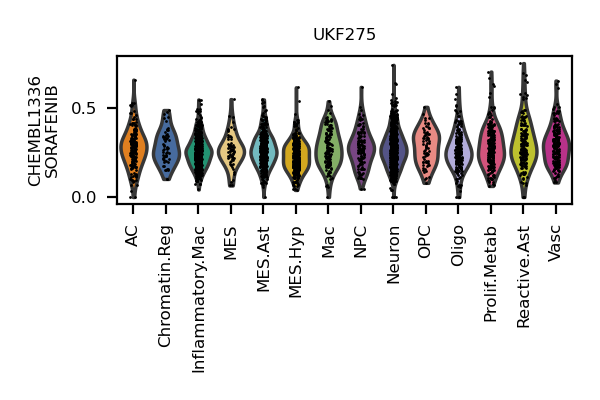 UKF275
CHEMBL1336
SORAFENIB
0.5
0.0
AC
Chromatin.Reg
Inflammatory.Mac
MES
MES.Ast
MES.Hyp
Mac
NPC
Neuron
OPC
Oligo
Prolif.Metab
Reactive.Ast
Vasc